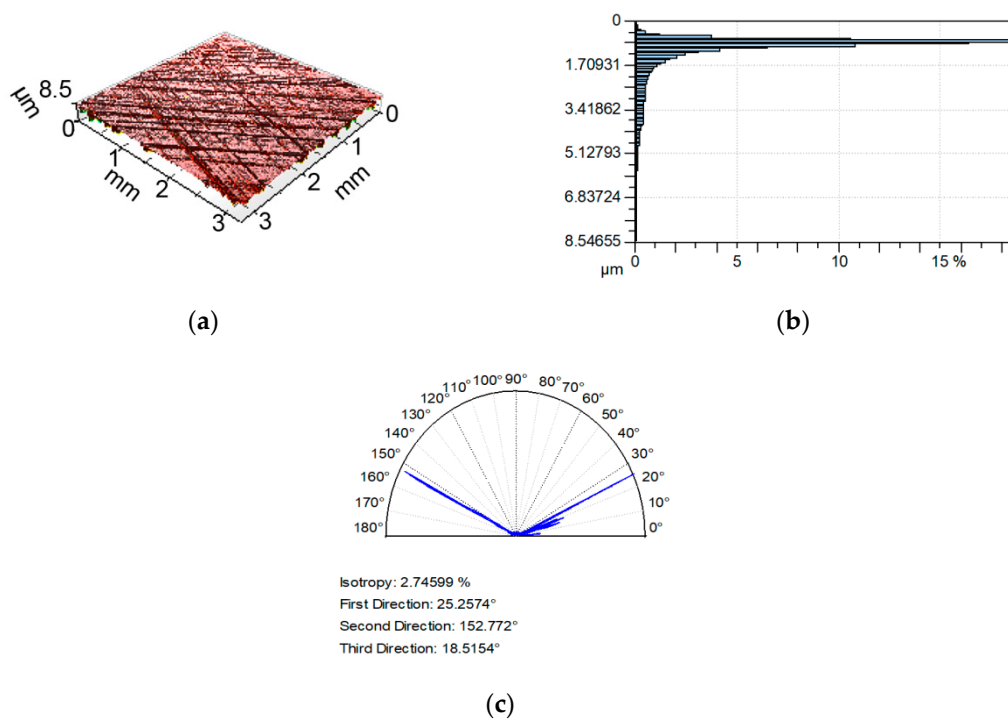 8.5
µm
0
1
2
3
mm
0
1
2
3
mm
(a)
0
1.70931
3.41862
5.12793
6.83724
8.54655
µm
0 5 10 15 %
(b)
180° 170° 160° 150° 140° 130° 120° 110° 100° 90° 80° 70° 60° 50° 40° 30° 20° 10° 0°
Isotropy: 2.74599 %
First Direction: 25.2574°
Second Direction: 152.772°
Third Direction: 18.5154°
(c)